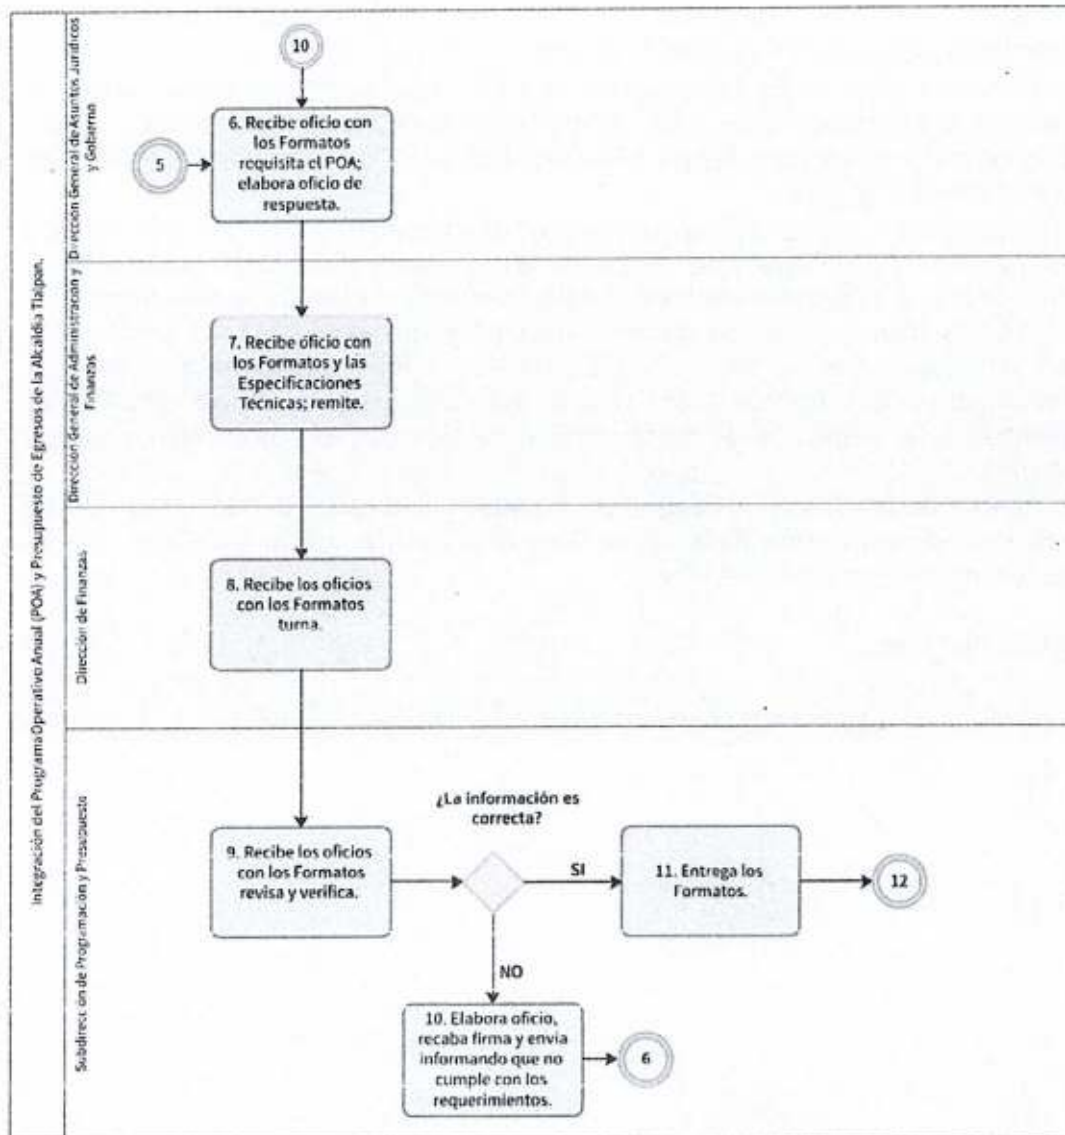 Integración del Programa Operativo Anual (POA) y Presupuesto de Egresos de la Alcaldía Tlalpan.
Dirección General de Asuntos Jurídicos
y Gobierno
10
5
6. Recibe oficio con
los Formatos
requisita el POA;
elabora oficio de
respuesta.
Dirección General de Administración y
Finanzas
7. Recibe oficio con
los Formatos y las
Especificaciones
Técnicas; remite.
Dirección de Finanzas
8. Recibe los oficios
con los Formatos
turna.
Subdirección de Programación y Presupuesto
9. Recibe los oficios
con los Formatos
revisa y verifica.
¿La información es
correcta?
SI
11. Entrega los
Formatos.
12
NO
10. Elabora oficio,
recaba firma y envía
informando que no
cumple con los
requerimientos.
6